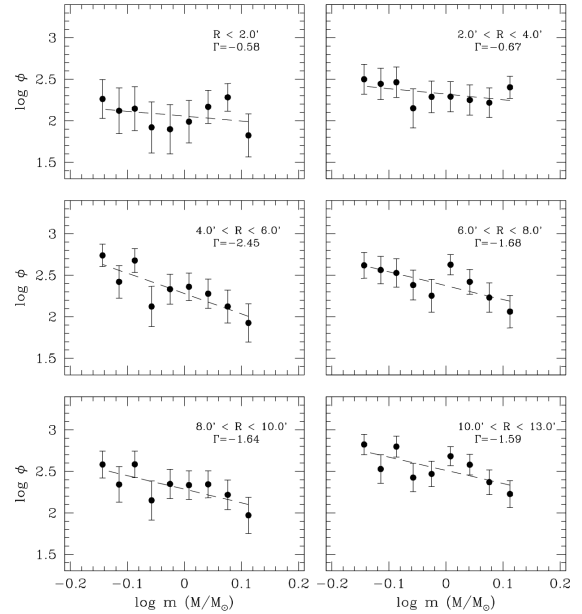 R < 2.0'
Γ=−0.58
2.0' < R < 4.0'
Γ=−0.67
3
2.5
2
1.5
log ϕ
4.0' < R < 6.0'
Γ=−2.45
6.0' < R < 8.0'
Γ=−1.68
3
2.5
2
1.5
log ϕ
8.0' < R < 10.0'
Γ=−1.64
10.0' < R < 13.0'
Γ=−1.59
3
2.5
2
1.5
log ϕ
−0.2 −0.1 0 0.1 0.2
−0.2 −0.1 0 0.1 0.2
log m (M/M⊙)
log m (M/M⊙)